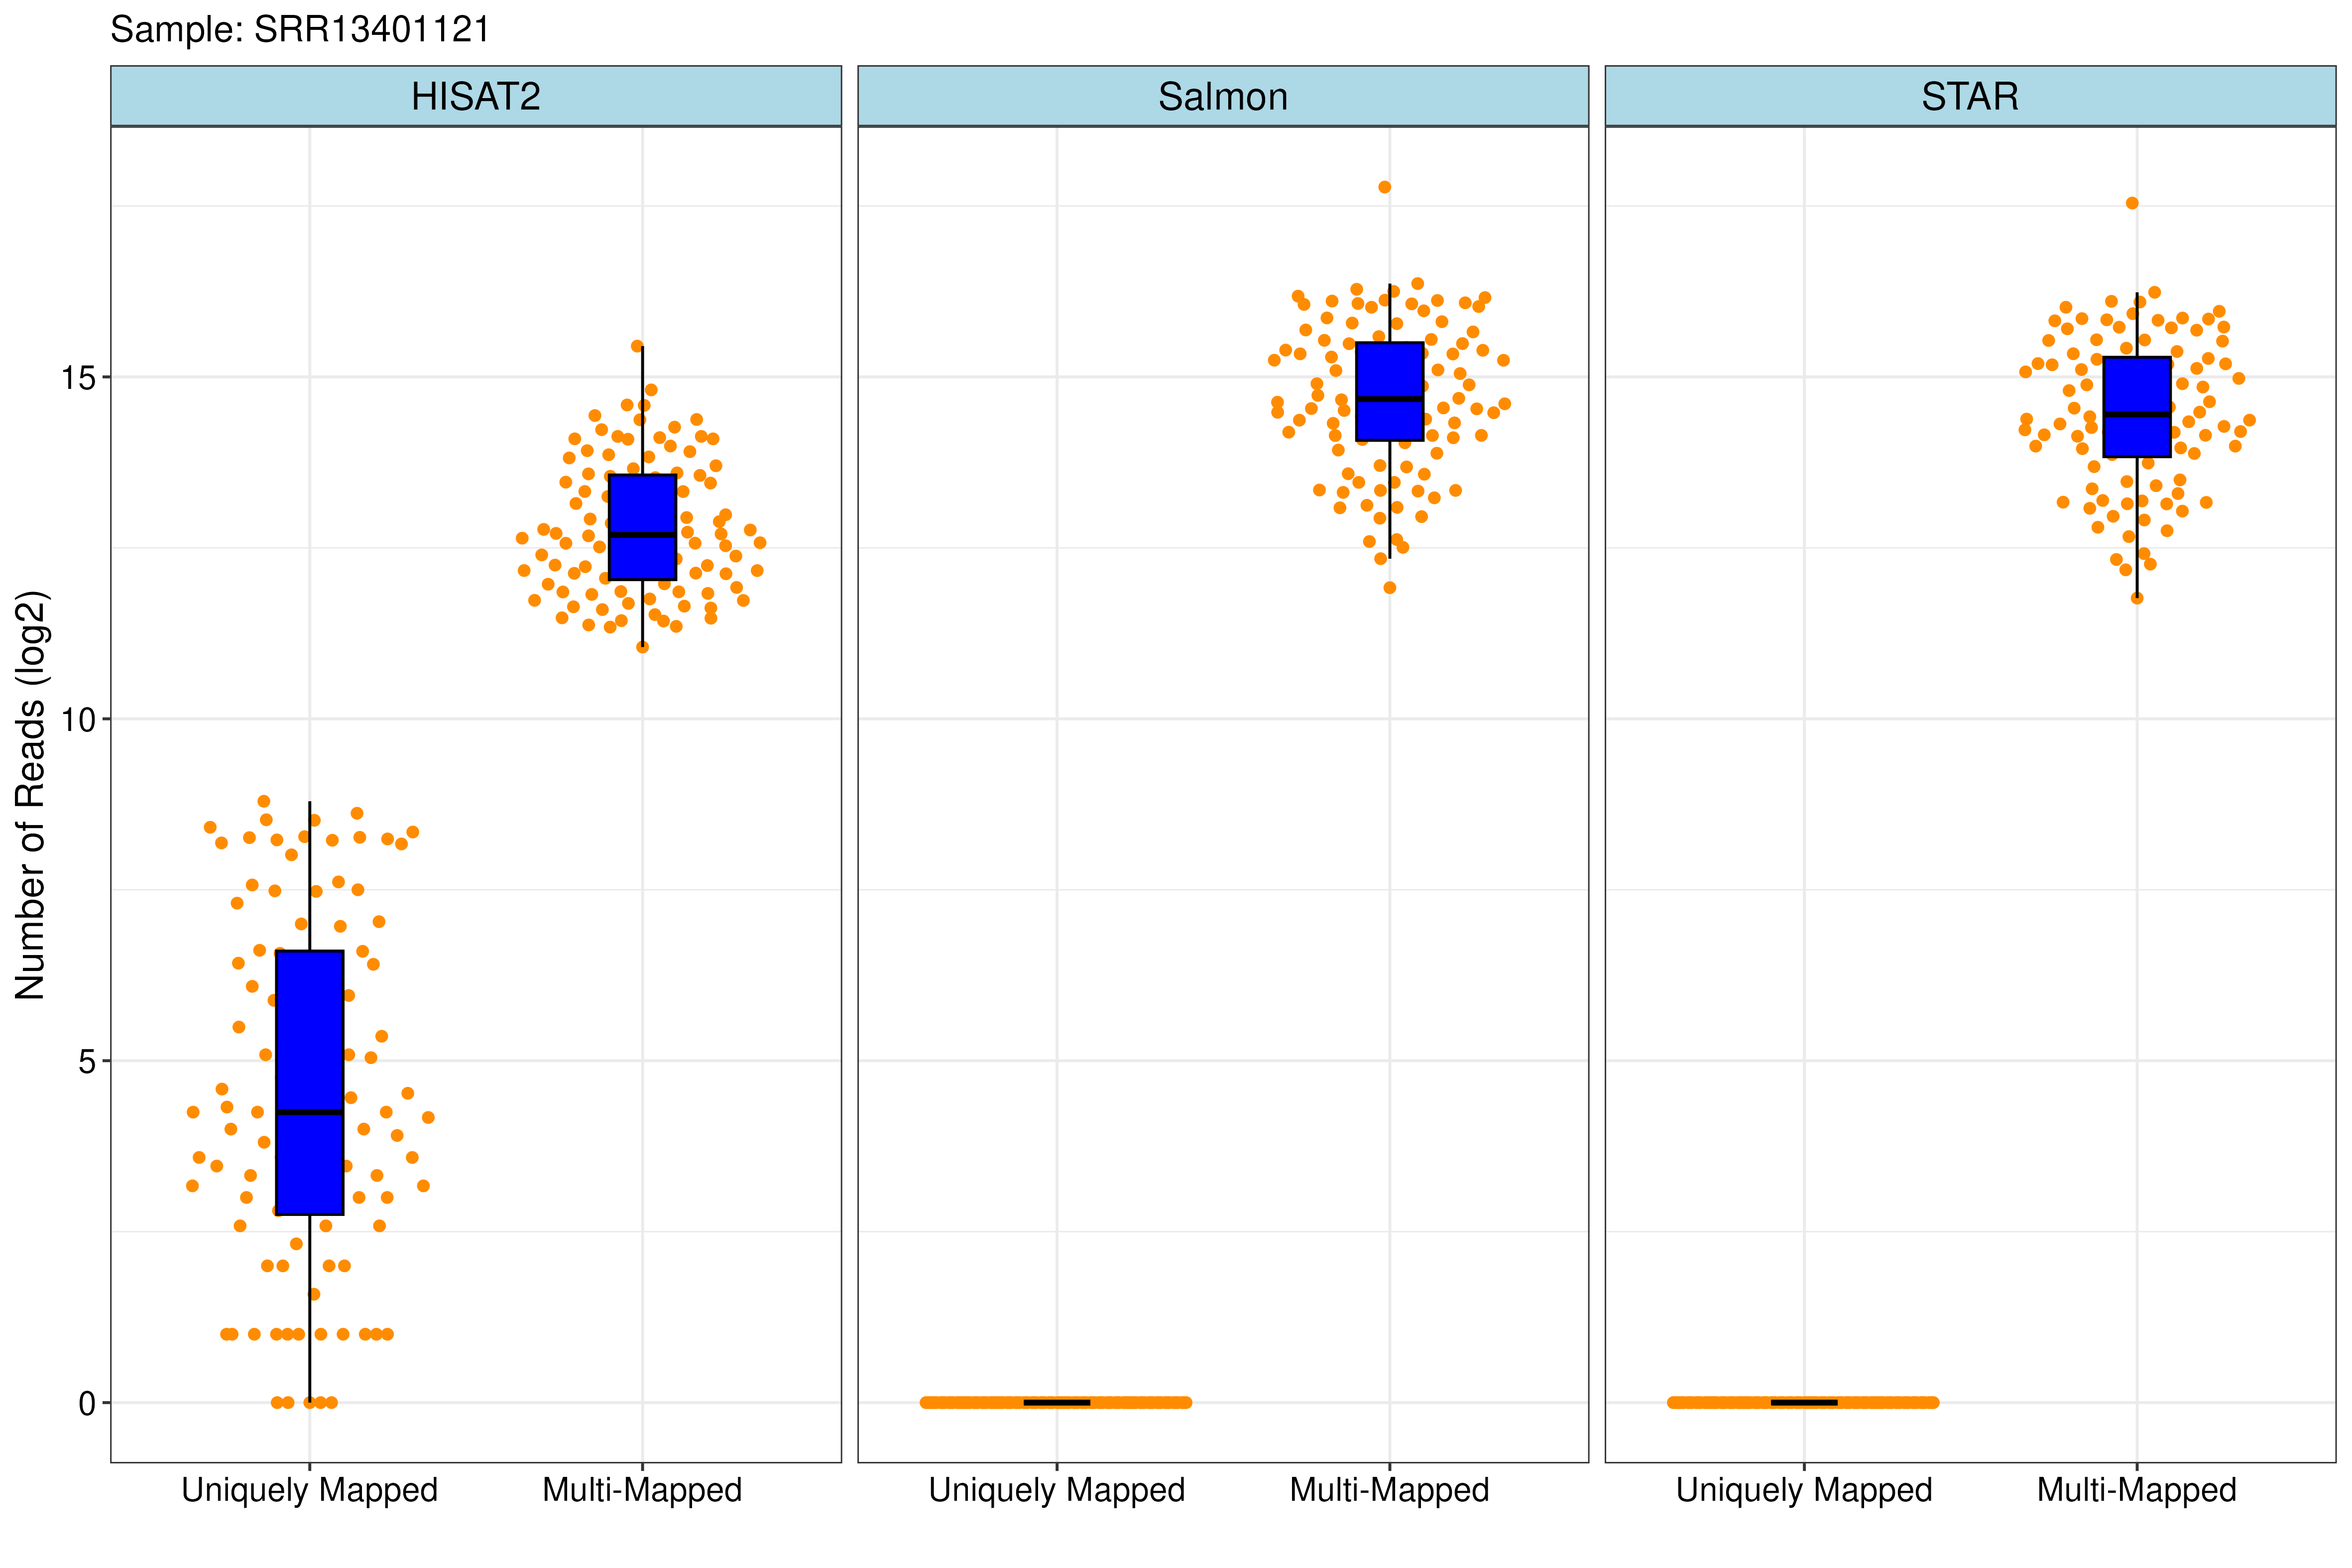 Sample: SRR13401121
HISAT2
Salmon
STAR
Number of Reads (log2)
15
10
5
0
Uniquely Mapped
Multi-Mapped
Uniquely Mapped
Multi-Mapped
Uniquely Mapped
Multi-Mapped